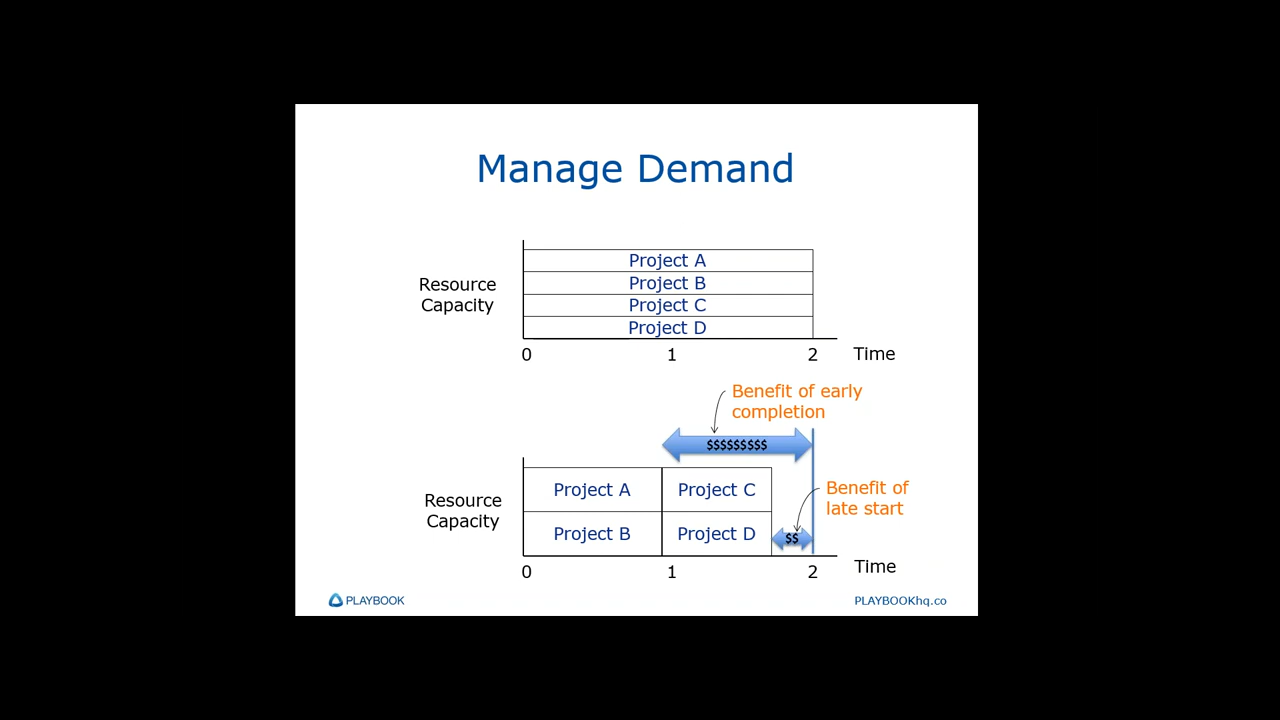 Manage Demand
Resource
Capacity
Project A
Project B
Project C
Project D
0 1 2 Time
Benefit of early
completion
$$$$$$$$$
Resource
Capacity
Project A Project C
Project B Project D
Benefit of
late start
$$
0 1 2 Time
PLAYBOOK PLAYBOOKhq.co